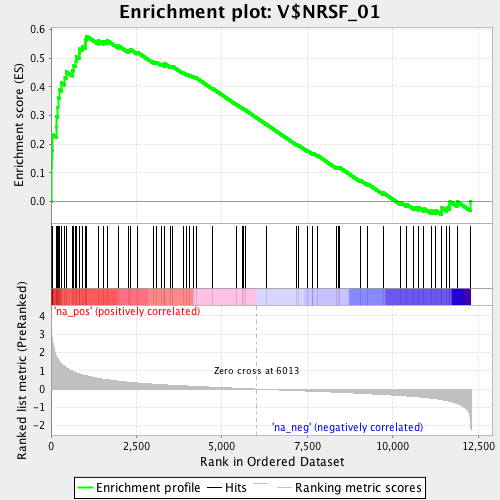 Enrichment plot: V$NRSF_01
Enrichment score (ES)
0.6
0.5
0.4
0.3
0.2
0.1
0.0
'na_pos' (positively correlated)
Ranked list metric (PreRanked)
4
3
2
1
0
-1
-2
Zero cross at 6013
'na_neg' (negatively correlated)
0 2,500 5,000 7,500 10,000 12,500
Rank in Ordered Dataset
Enrichment profile Hits Ranking metric scores